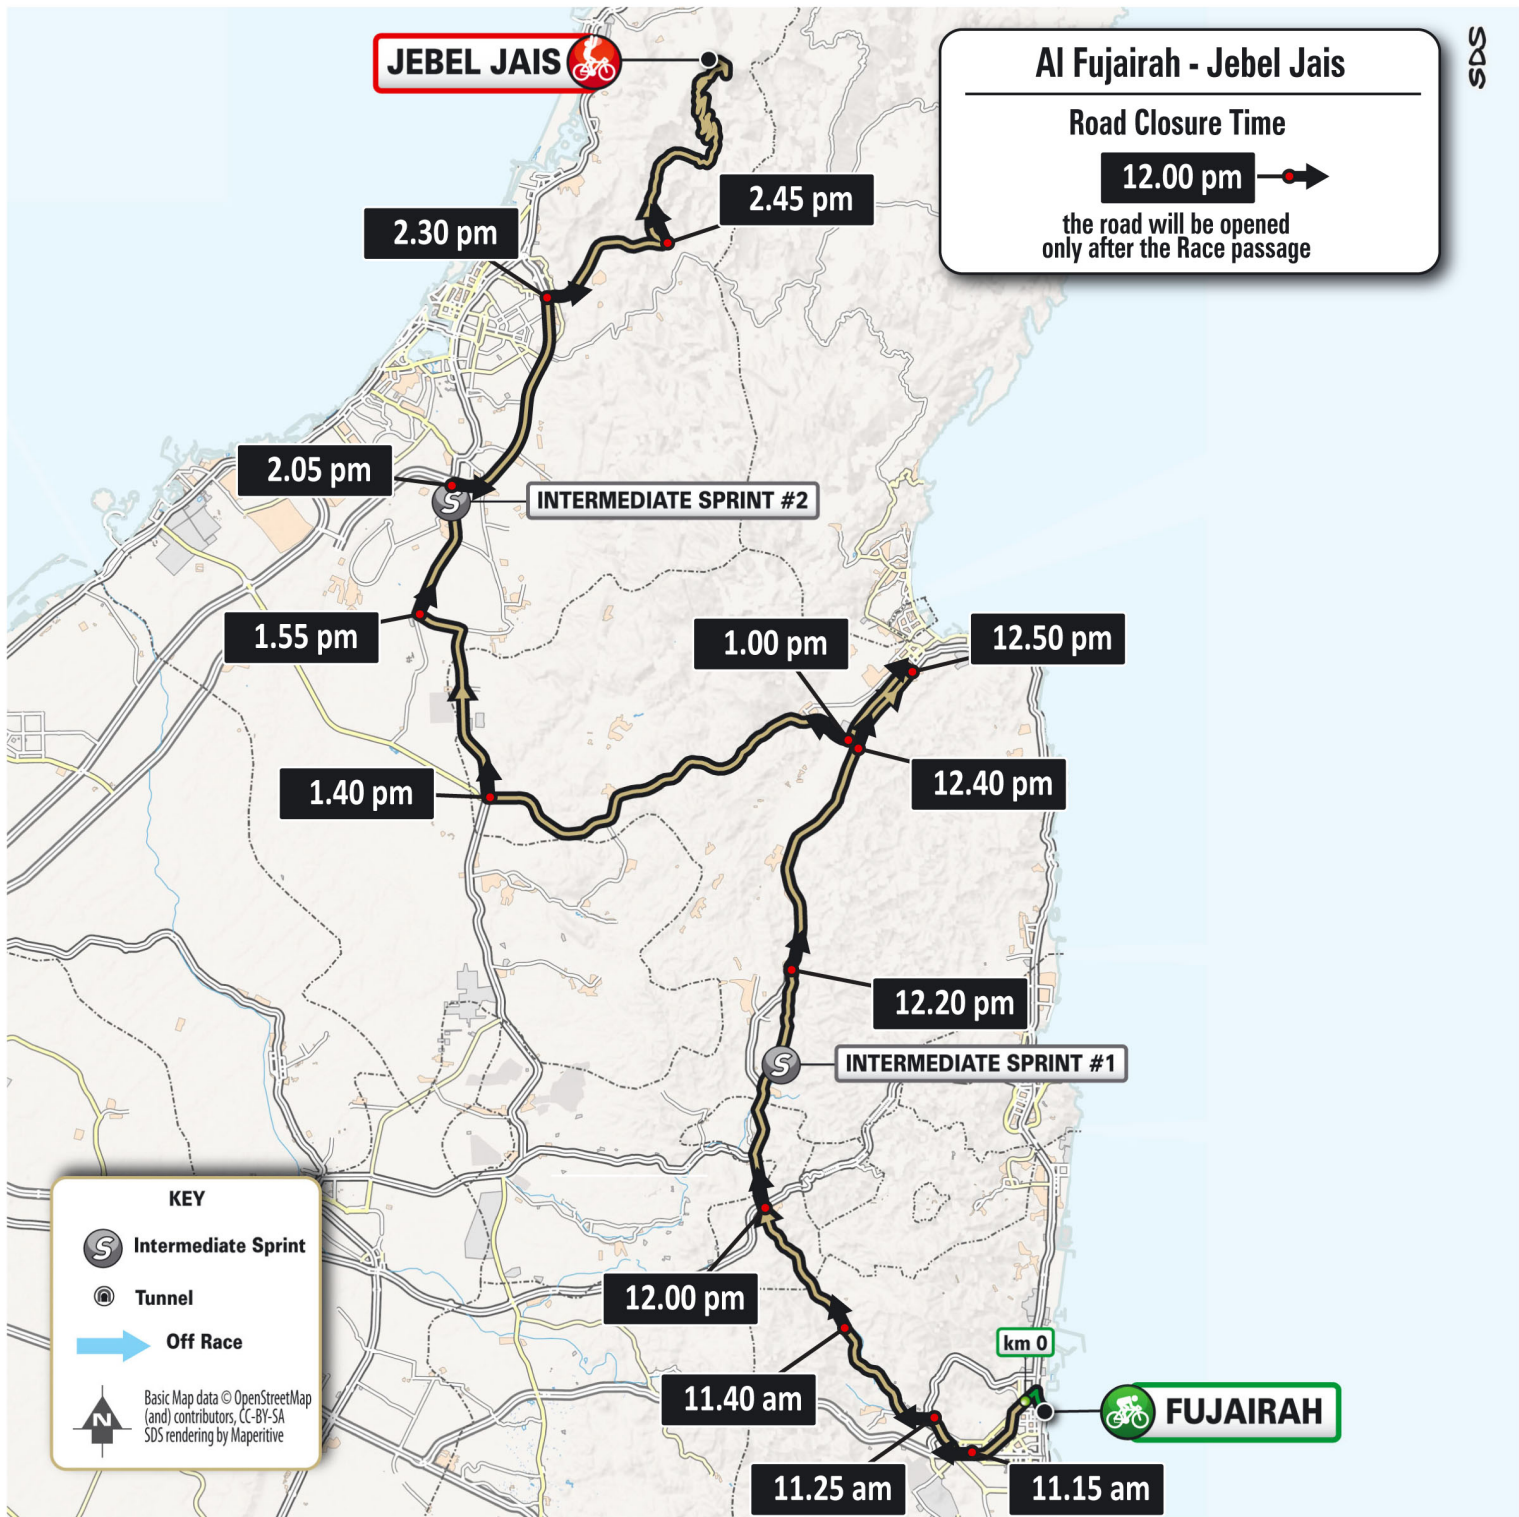 JEBEL JAIS
SDS
Al Fujairah - Jebel Jais
Road Closure Time
12.00 pm
the road will be opened
only after the Race passage
2.45 pm
2.30 pm
2.05 pm
S
INTERMEDIATE SPRINT #2
1.55 pm
1.00 pm
12.50 pm
1.40 pm
12.40 pm
12.20 pm
S
INTERMEDIATE SPRINT #1
12.00 pm
11.40 am
km 0
FUJAIRAH
11.25 am
11.15 am
KEY
S Intermediate Sprint
Tunnel
Off Race
N
Basic Map data © OpenStreetMap
(and) contributors, CC-BY-SA
SDS rendering by Maperitive